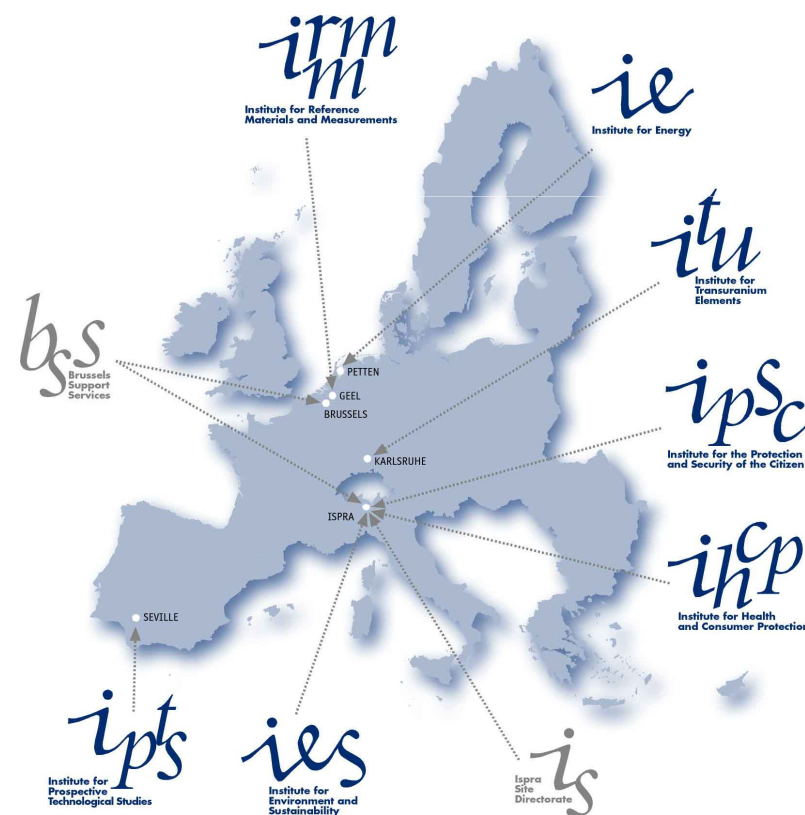 irmm
Institute for Reference
Materials and Measurements
ie
Institute for Energy
itu
Institute for
Transuranium
Elements
bss
Brussels
Support
Services
PETTEN
GEEL
BRUSSELS
KARLSRUHE
ISPRA
SEVILLE
ipsc
Institute for the Protection
and Security of the Citizen
ihcp
Institute for Health
and Consumer Protection
ipts
Institute for
Prospective
Technological Studies
ies
Institute for
Environment and
Sustainability
is
Ispra
Site
Directorate